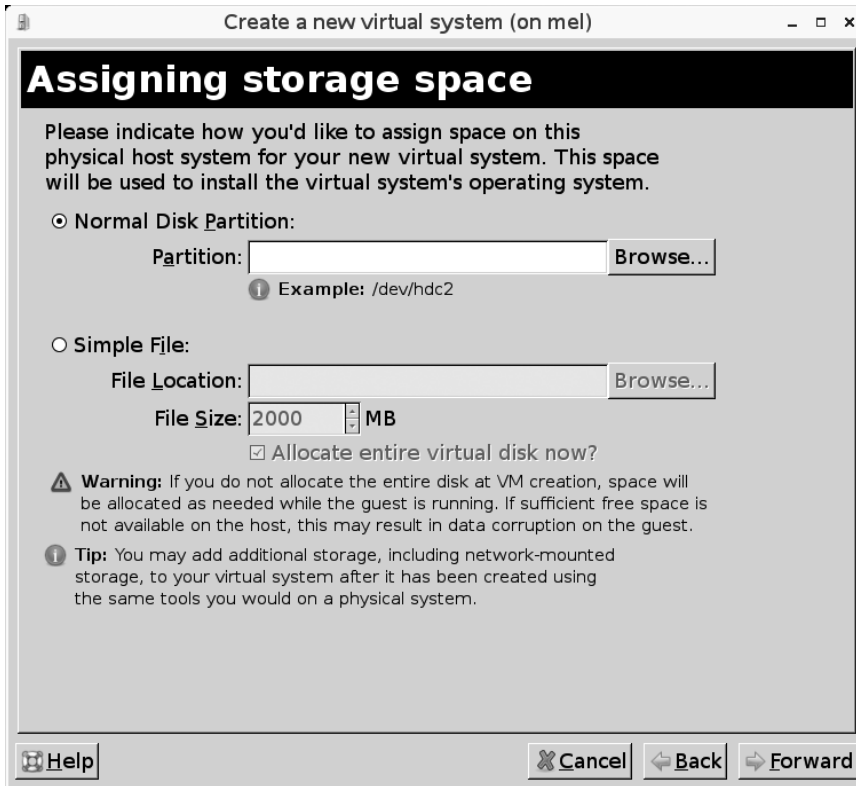 Create a new virtual system (on mel)
Assigning storage space
Please indicate how you'd like to assign space on this
physical host system for your new virtual system. This space
will be used to install the virtual system's operating system.
Normal Disk Partition:
Partition: Browse...
Example: /dev/hdc2
Simple File:
File Location: Browse...
File Size: 2000 MB
Allocate entire virtual disk now?
Warning: If you do not allocate the entire disk at VM creation, space will
be allocated as needed while the guest is running. If sufficient free space is
not available on the host, this may result in data corruption on the guest.
Tip: You may add additional storage, including network-mounted
storage, to your virtual system after it has been created using
the same tools you would on a physical system.
Help Cancel Back Forward